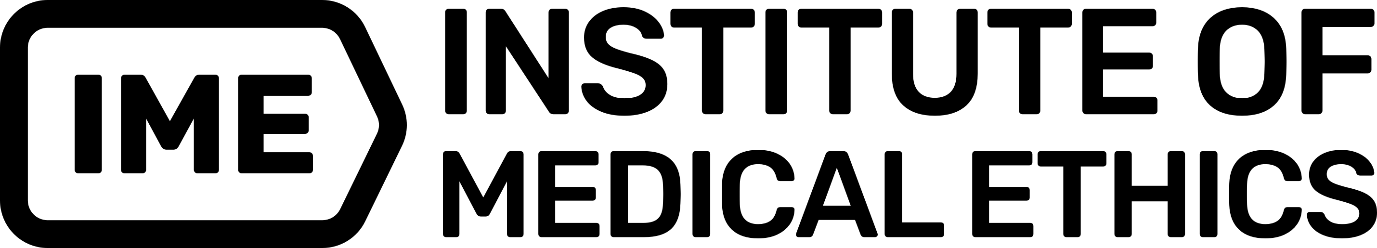 IME
INSTITUTE OF
MEDICAL ETHICS